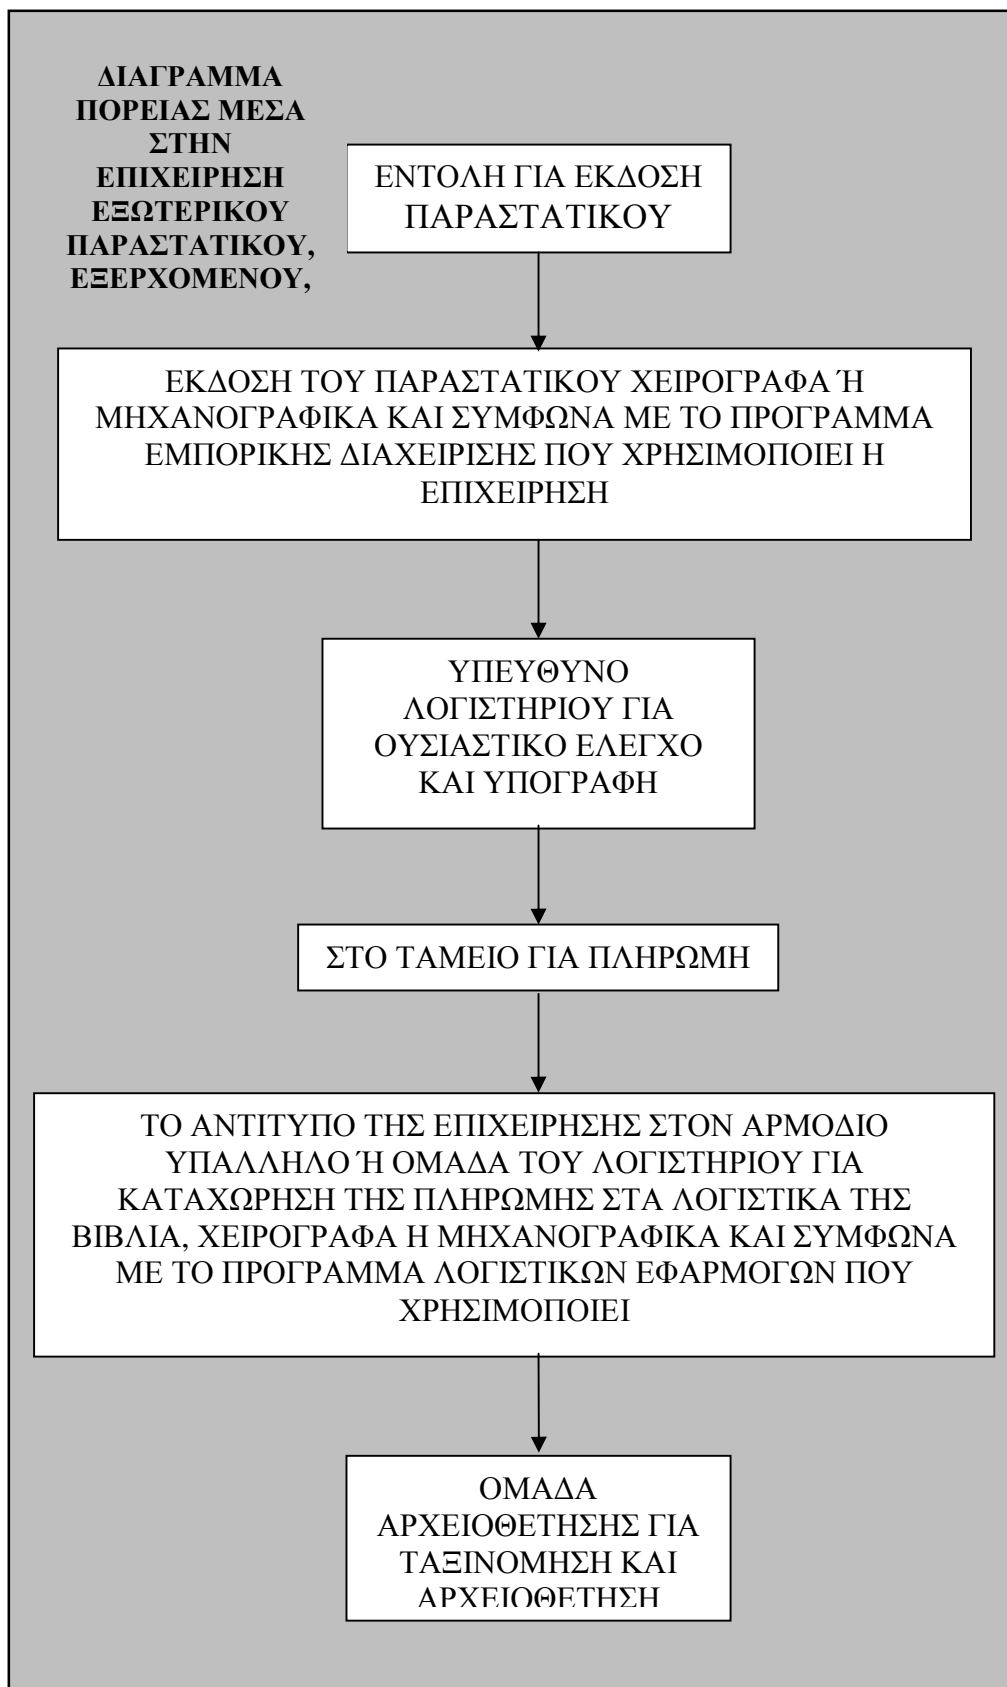 ΔΙΑΓΡΑΜΜΑ
ΠΟΡΕΙΑΣ ΜΕΣΑ
ΣΤΗΝ
ΕΠΙΧΕΙΡΗΣΗ
ΕΞΩΤΕΡΙΚΟΥ
ΠΑΡΑΣΤΑΤΙΚΟΥ,
ΕΞΕΡΧΟΜΕΝΟΥ,
ΕΝΤΟΛΗ ΓΙΑ ΕΚΔΟΣΗ
ΠΑΡΑΣΤΑΤΙΚΟΥ
ΕΚΔΟΣΗ ΤΟΥ ΠΑΡΑΣΤΑΤΙΚΟΥ ΧΕΙΡΟΓΡΑΦΑ Ή
ΜΗΧΑΝΟΓΡΑΦΙΚΑ ΚΑΙ ΣΥΜΦΩΝΑ ΜΕ ΤΟ ΠΡΟΓΡΑΜΜΑ
ΕΜΠΟΡΙΚΗΣ ΔΙΑΧΕΙΡΙΣΗΣ ΠΟΥ ΧΡΗΣΙΜΟΠΟΙΕΙ Η
ΕΠΙΧΕΙΡΗΣΗ
ΥΠΕΥΘΥΝΟ
ΛΟΓΙΣΤΗΡΙΟΥ ΓΙΑ
ΟΥΣΙΑΣΤΙΚΟ ΕΛΕΓΧΟ
ΚΑΙ ΥΠΟΓΡΑΦΗ
ΣΤΟ ΤΑΜΕΙΟ ΓΙΑ ΠΛΗΡΩΜΗ
ΤΟ ΑΝΤΙΤΥΠΟ ΤΗΣ ΕΠΙΧΕΙΡΗΣΗΣ ΣΤΟΝ ΑΡΜΟΔΙΟ
ΥΠΑΛΛΗΛΟ Ή ΟΜΑΔΑ ΤΟΥ ΛΟΓΙΣΤΗΡΙΟΥ ΓΙΑ
ΚΑΤΑΧΩΡΗΣΗ ΤΗΣ ΠΛΗΡΩΜΗΣ ΣΤΑ ΛΟΓΙΣΤΙΚΑ ΤΗΣ
ΒΙΒΛΙΑ, ΧΕΙΡΟΓΡΑΦΑ Η ΜΗΧΑΝΟΓΡΑΦΙΚΑ ΚΑΙ ΣΥΜΦΩΝΑ
ΜΕ ΤΟ ΠΡΟΓΡΑΜΜΑ ΛΟΓΙΣΤΙΚΩΝ ΕΦΑΡΜΟΓΩΝ ΠΟΥ
ΧΡΗΣΙΜΟΠΟΙΕΙ
ΟΜΑΔΑ
ΑΡΧΕΙΟΘΕΤΗΣΗΣ ΓΙΑ
ΤΑΞΙΝΟΜΗΣΗ ΚΑΙ
ΑΡΧΕΙΟΘΕΤΗΣΗ